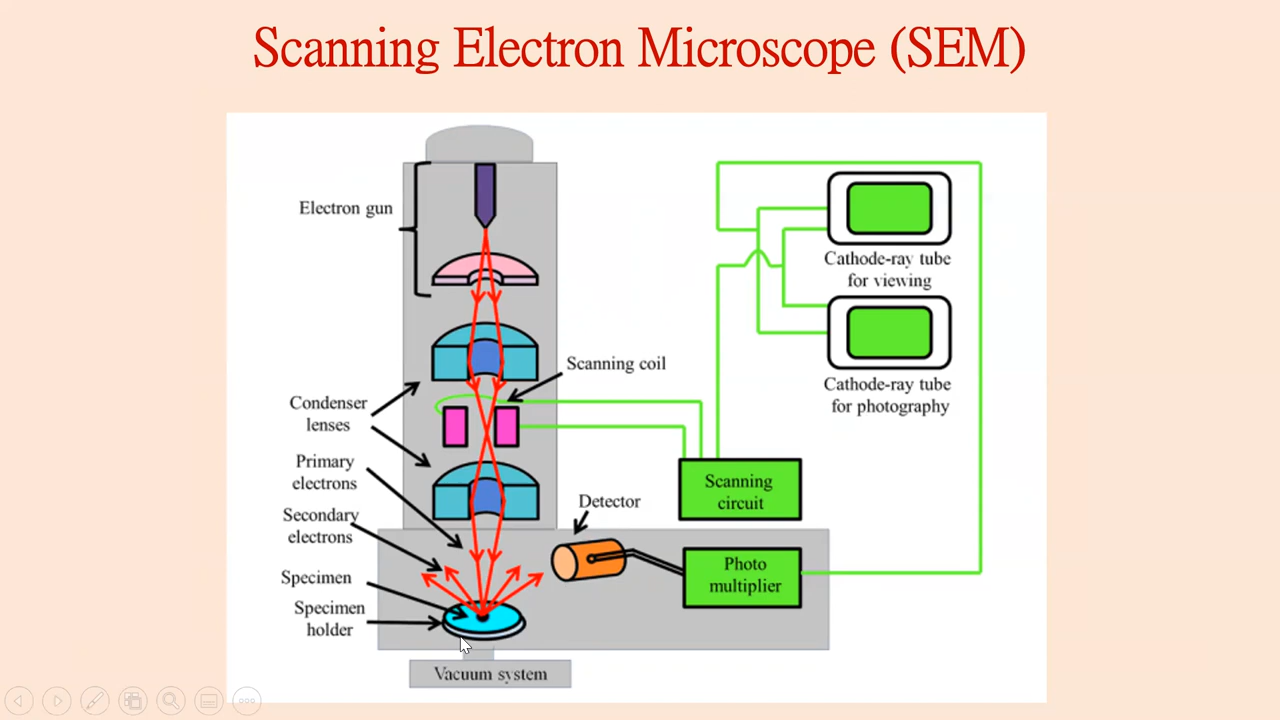 Scanning Electron Microscope (SEM)
Electron gun
Cathode-ray tube
for viewing
Scanning coil
Cathode-ray tube
for photography
Condenser
lenses
Primary
electrons
Scanning
circuit
Detector
Secondary
electrons
Photo
multiplier
Specimen
Specimen
holder
Vacuum system